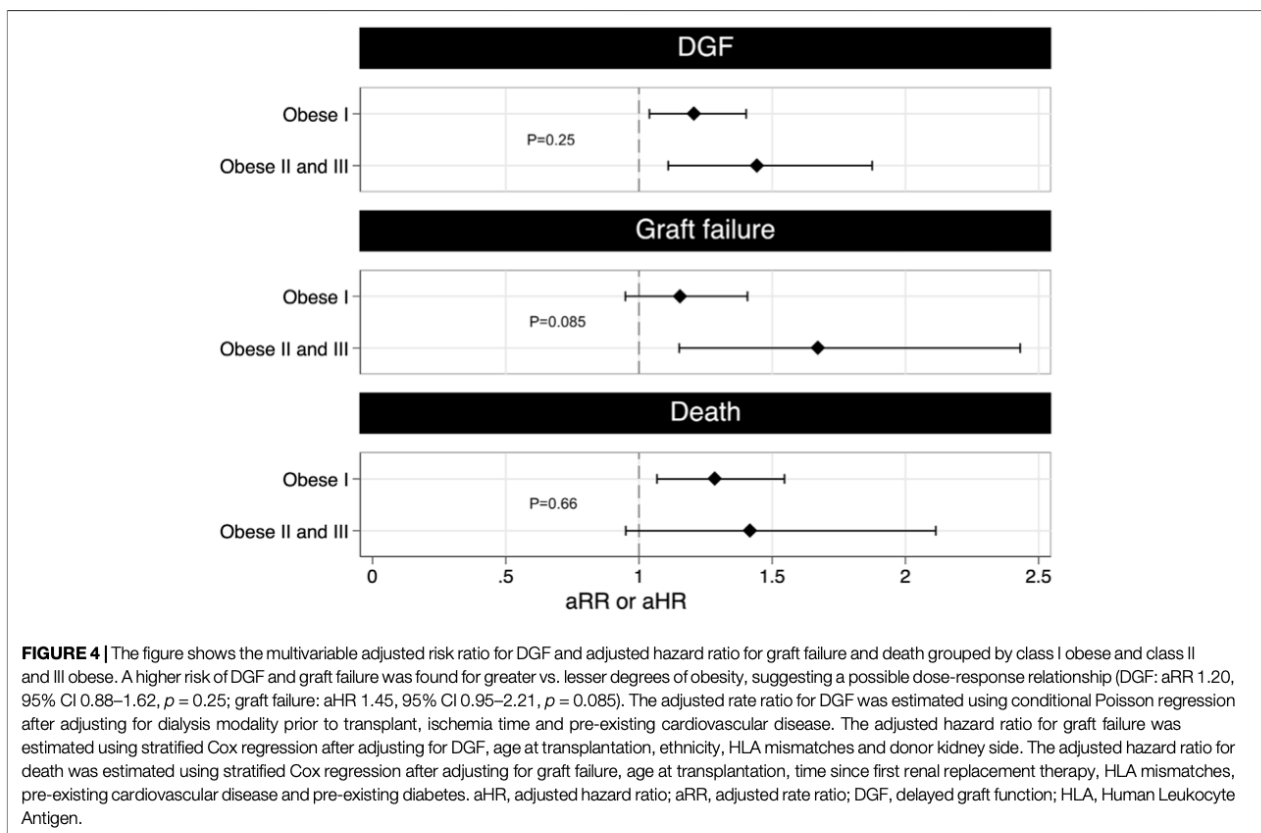 DGF
Obese I
P=0.25
Obese II and III
Graft failure
Obese I
P=0.085
Obese II and III
Death
Obese I
P=0.66
Obese II and III
0 .5 1 1.5 2 2.5
aRR or aHR
FIGURE 4 | The figure shows the multivariable adjusted risk ratio for DGF and adjusted hazard ratio for graft failure and death grouped by class I obese and class II
and III obese. A higher risk of DGF and graft failure was found for greater vs. lesser degrees of obesity, suggesting a possible dose-response relationship (DGF: aRR 1.20,
95% CI 0.88–1.62, p = 0.25; graft failure: aHR 1.45, 95% CI 0.95–2.21, p = 0.085). The adjusted rate ratio for DGF was estimated using conditional Poisson regression
after adjusting for dialysis modality prior to transplant, ischemia time and pre-existing cardiovascular disease. The adjusted hazard ratio for graft failure was
estimated using stratified Cox regression after adjusting for DGF, age at transplantation, ethnicity, HLA mismatches and donor kidney side. The adjusted hazard ratio for
death was estimated using stratified Cox regression after adjusting for graft failure, age at transplantation, time since first renal replacement therapy, HLA mismatches,
pre-existing cardiovascular disease and pre-existing diabetes. aHR, adjusted hazard ratio; aRR, adjusted rate ratio; DGF, delayed graft function; HLA, Human Leukocyte
Antigen.